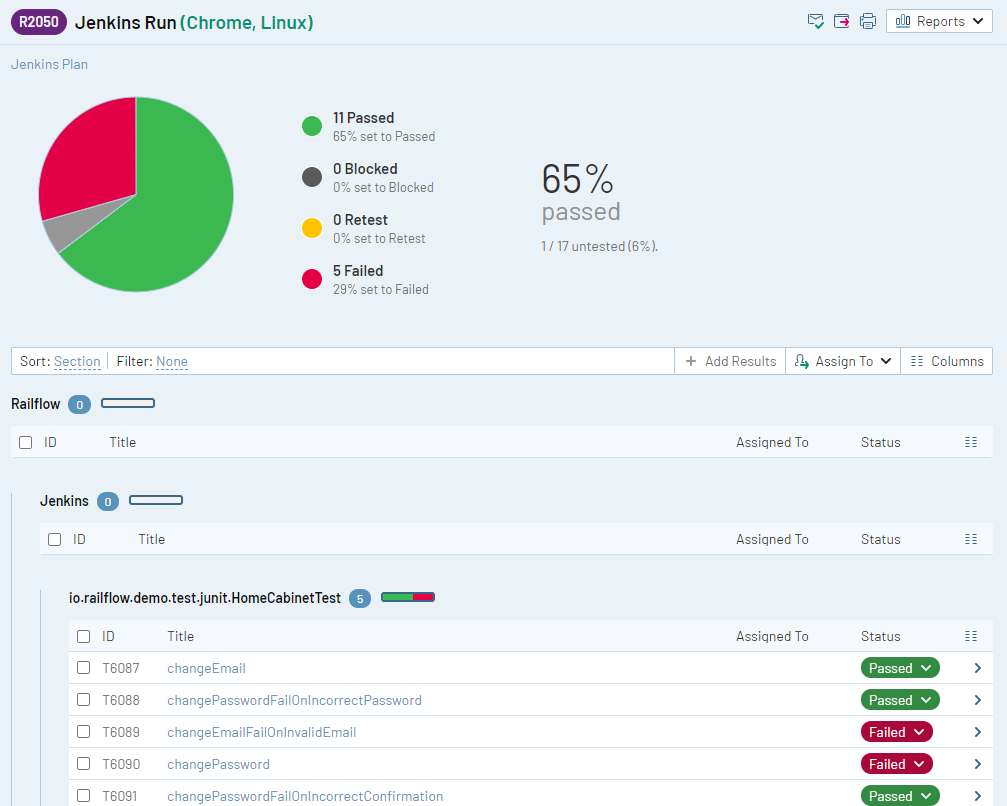 R2050 Jenkins Run (Chrome, Linux) Reports
Jenkins Plan
11 Passed
65% set to Passed
0 Blocked
0% set to Blocked
0 Retest
0% set to Retest
5 Failed
29% set to Failed
65%
passed
1 / 17 untested (6%).
Sort: Section Filter: None + Add Results Assign To Columns
Railflow 0
ID Title Assigned To Status
Jenkins 0
ID Title Assigned To Status
io.railflow.demo.test.junit.HomeCabinetTest 5
ID Title Assigned To Status
T6087 changeEmail Passed
T6088 changePasswordFailOnIncorrectPassword Passed
T6089 changeEmailFailOnInvalidEmail Failed
T6090 changePassword Failed
T6091 changePasswordFailOnIncorrectConfirmation Passed